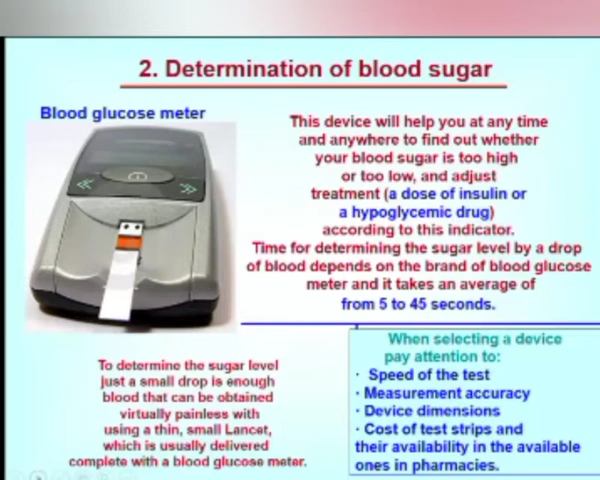 2. Determination of blood sugar
Blood glucose meter
This device will help you at any time
and anywhere to find out whether
your blood sugar is too high
or too low, and adjust
treatment (a dose of insulin or
a hypoglycemic drug)
according to this indicator.
Time for determining the sugar level by a drop
of blood depends on the brand of blood glucose
meter and it takes an average of
from 5 to 45 seconds.
To determine the sugar level
just a small drop is enough
blood that can be obtained
virtually painless with
using a thin, small Lancet,
which is usually delivered
complete with a blood glucose meter.
When selecting a device
pay attention to:
· Speed of the test
· Measurement accuracy
· Device dimensions
· Cost of test strips and
their availability in the available
ones in pharmacies.